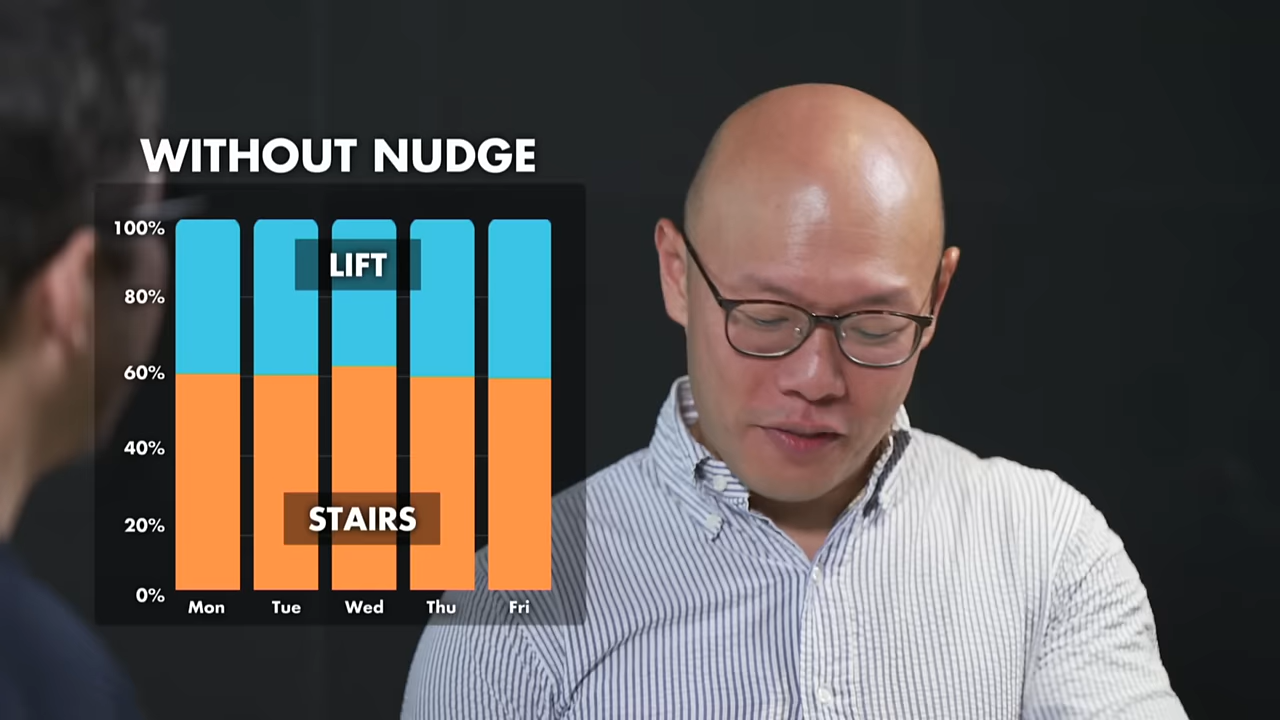 WITHOUT NUDGE
100%
LIFT
80%
60%
40%
20%
STAIRS
0%
Mon Tue Wed Thu Fri